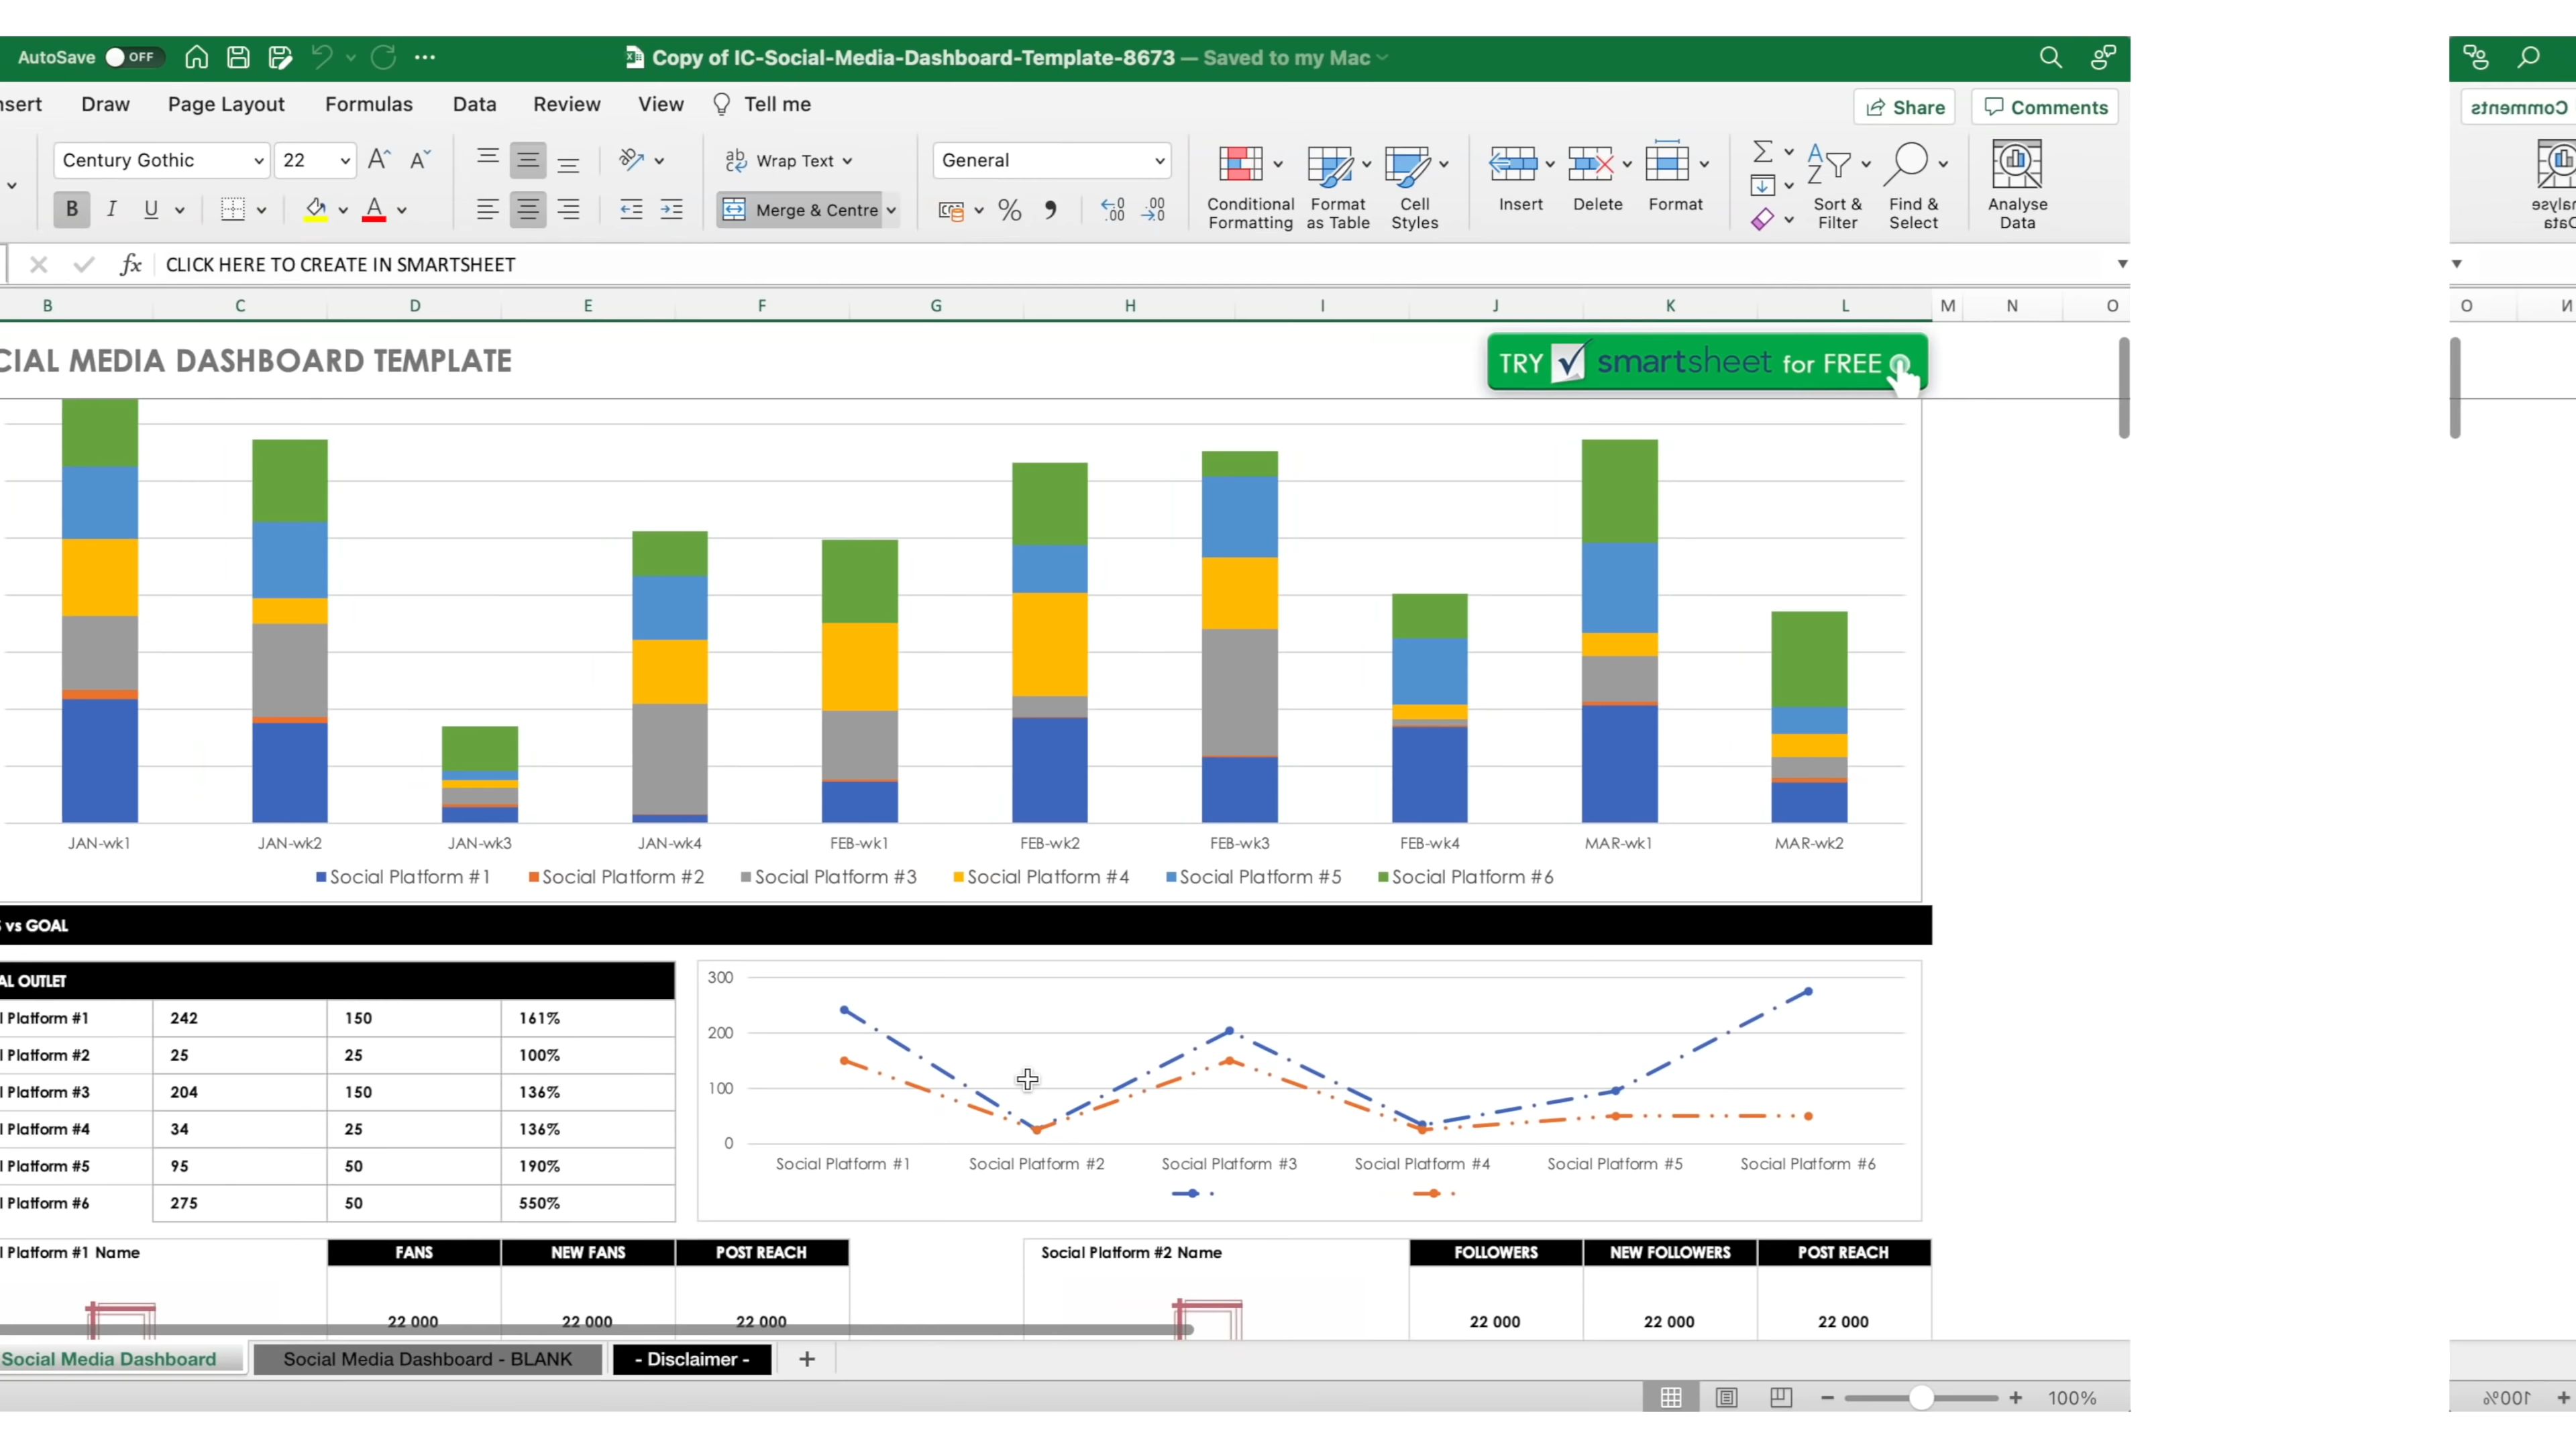 AutoSave OFF
Copy of IC-Social-Media-Dashboard-Template-8673 — Saved to my Mac
nsert Draw Page Layout Formulas Data Review View Tell me
Share Comments
Century Gothic 22
Wrap Text
General
B I U
Merge & Centre
Conditional Formatting
Format as Table
Cell Styles
Insert
Delete
Format
Sort & Filter
Find & Select
Analyse Data
fx CLICK HERE TO CREATE IN SMARTSHEET
B C D E F G H I J K L M N O
CIAL MEDIA DASHBOARD TEMPLATE
TRY smartsheet for FREE
JAN-wk1 JAN-wk2 JAN-wk3 JAN-wk4 FEB-wk1 FEB-wk2 FEB-wk3 FEB-wk4 MAR-wk1 MAR-wk2
Social Platform #1 Social Platform #2 Social Platform #3 Social Platform #4 Social Platform #5 Social Platform #6
vs GOAL
AL OUTLET
l Platform #1 242 150 161%
l Platform #2 25 25 100%
l Platform #3 204 150 136%
l Platform #4 34 25 136%
l Platform #5 95 50 190%
l Platform #6 275 50 550%
300
200
100
0
Social Platform #1 Social Platform #2 Social Platform #3 Social Platform #4 Social Platform #5 Social Platform #6
l Platform #1 Name FANS NEW FANS POST REACH
22 000 22 000 22 000
Social Platform #2 Name FOLLOWERS NEW FOLLOWERS POST REACH
22 000 22 000 22 000
Social Media Dashboard Social Media Dashboard - BLANK - Disclaimer - +
100%
Comments
O N
100%